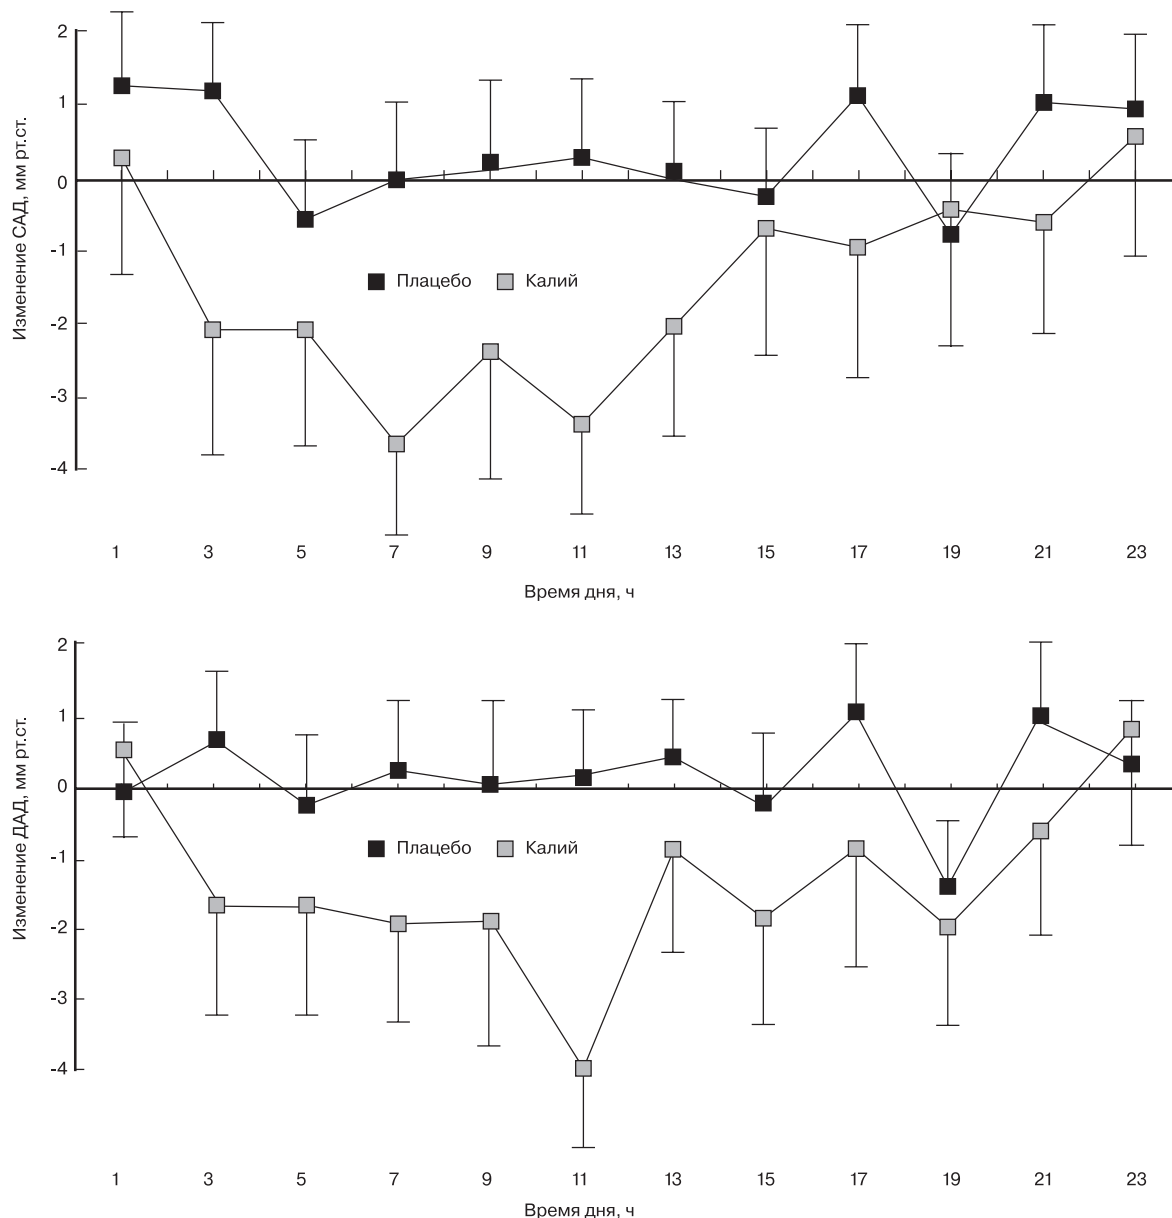 Изменение САД, мм рт.ст.
2
1
0
-1
-2
-3
-4
Плацебо Калий
1 3 5 7 9 11 13 15 17 19 21 23
Время дня, ч
Изменение ДАД, мм рт.ст.
2
1
0
-1
-2
-3
-4
Плацебо Калий
1 3 5 7 9 11 13 15 17 19 21 23
Время дня, ч